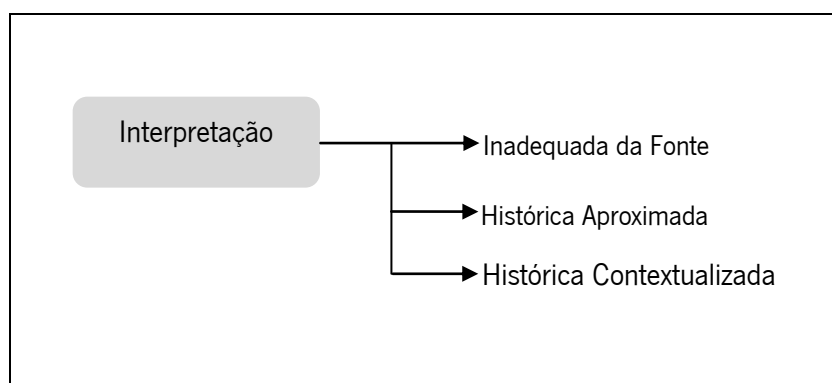 Interpretação
Inadequada da Fonte
Histórica Aproximada
Histórica Contextualizada